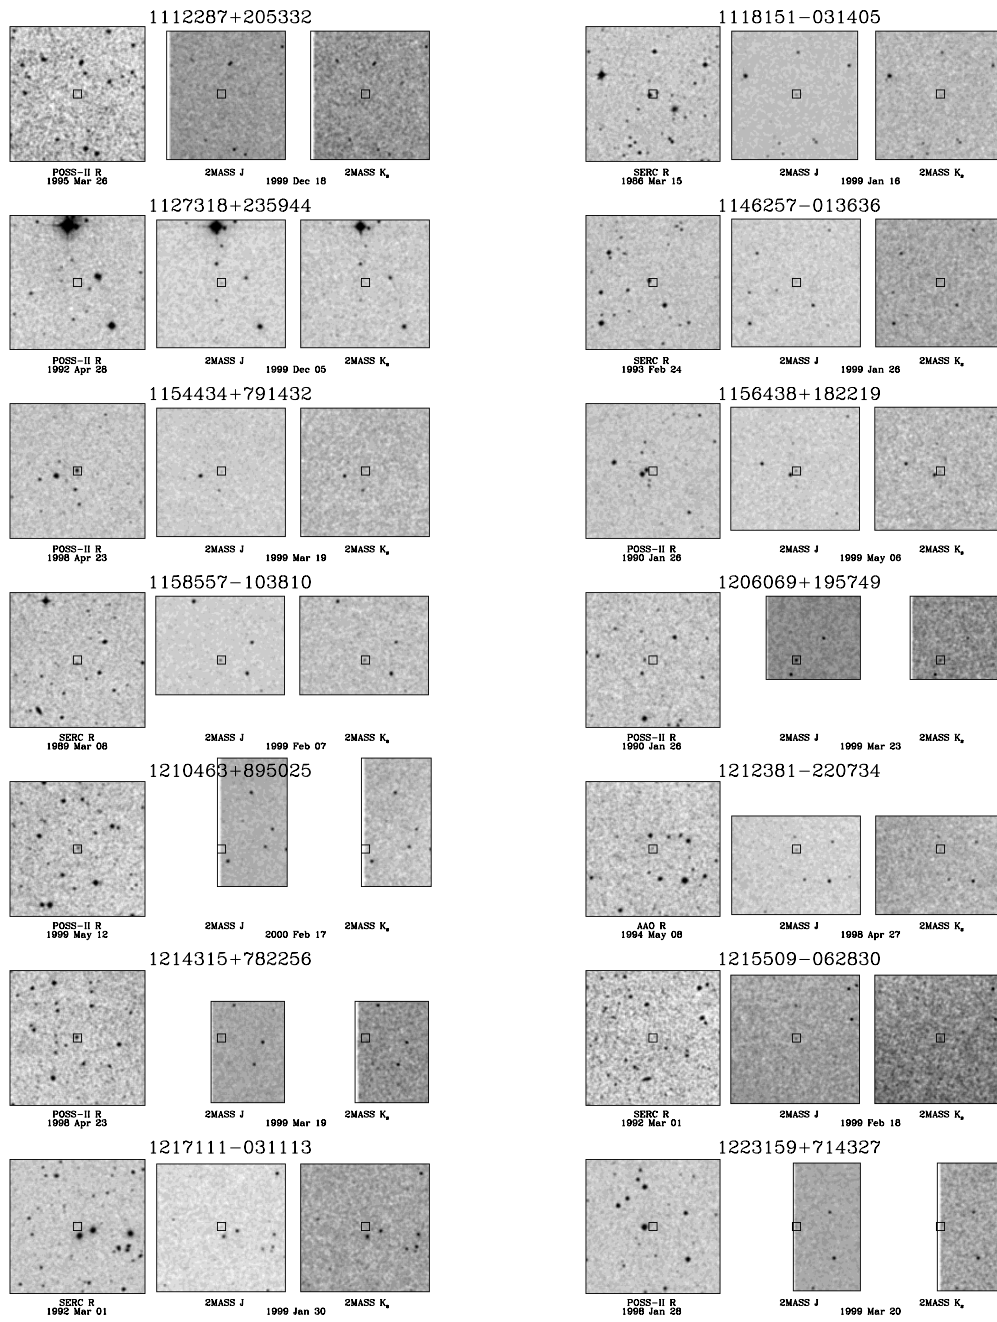 1112287+205332
POSS-II R
1995 Mar 26
2MASS J
1999 Dec 18
2MASS Ks
1118151-031405
SERC R
1986 Mar 15
2MASS J
1999 Jan 16
2MASS Ks
1127318+235944
POSS-II R
1992 Apr 28
2MASS J
1999 Dec 05
2MASS Ks
1146257-013636
SERC R
1993 Feb 24
2MASS J
1999 Jan 26
2MASS Ks
1154434+791432
POSS-II R
1998 Apr 23
2MASS J
1999 Mar 19
2MASS Ks
1156438+182219
POSS-II R
1990 Jan 26
2MASS J
1999 May 06
2MASS Ks
1158557-103810
SERC R
1989 Mar 08
2MASS J
1999 Feb 07
2MASS Ks
1206069+195749
POSS-II R
1990 Jan 26
2MASS J
1999 Mar 23
2MASS Ks
1210463+895025
POSS-II R
1999 May 12
2MASS J
2000 Feb 17
2MASS Ks
1212381-220734
AAO R
1994 May 08
2MASS J
1998 Apr 27
2MASS Ks
1214315+782256
POSS-II R
1998 Apr 23
2MASS J
1999 Mar 19
2MASS Ks
1215509-062830
SERC R
1992 Mar 01
2MASS J
1999 Feb 18
2MASS Ks
1217111-031113
SERC R
1992 Mar 01
2MASS J
1999 Jan 30
2MASS Ks
1223159+714327
POSS-II R
1998 Jan 28
2MASS J
1999 Mar 20
2MASS Ks